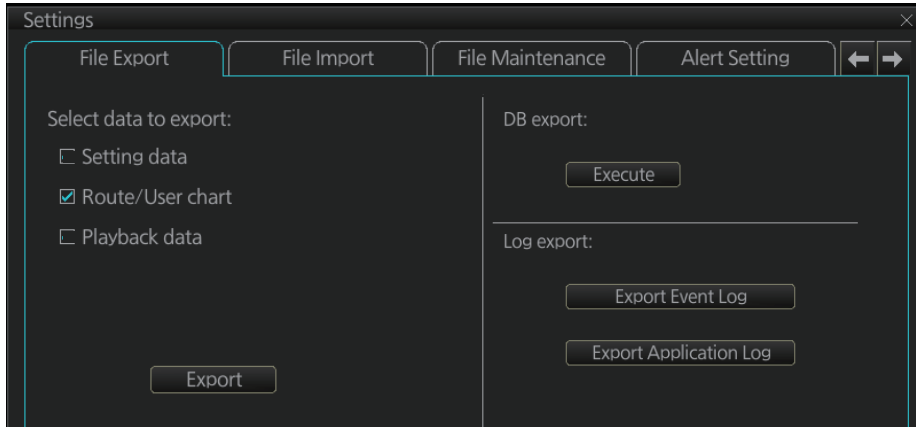 Settings
File Export
File Import
File Maintenance
Alert Setting
Select data to export:
Setting data
Route/User chart
Playback data
Export
DB export:
Execute
Log export:
Export Event Log
Export Application Log